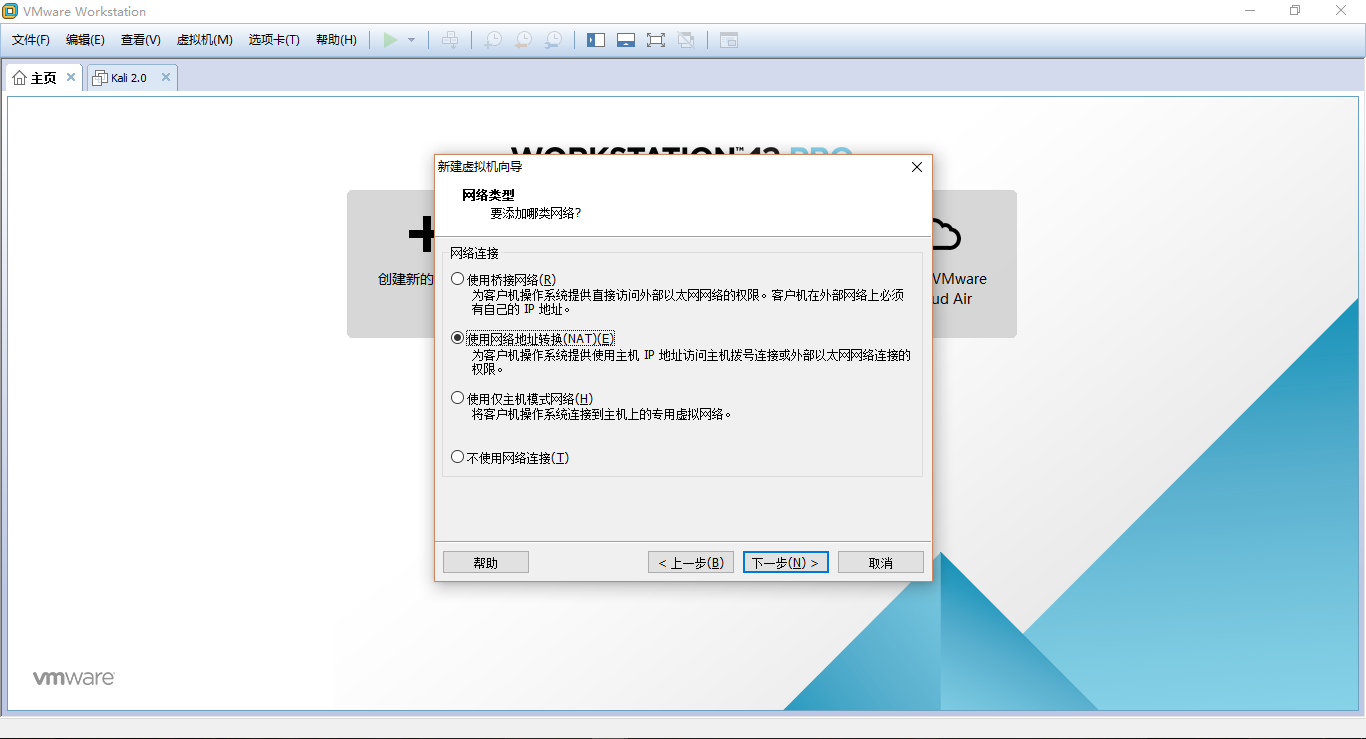 VMware Workstation
文件(F) 编辑(E) 查看(V) 虚拟机(M) 选项卡(T) 帮助(H)
主页 Kali 2.0
WORKSTATION™ 12 PRO
新建虚拟机向导
网络类型
要添加哪类网络?
创建新的
VMware
ud Air
网络连接
使用桥接网络(R)
为客户机操作系统提供直接访问外部以太网网络的权限。客户机在外部网络上必须
有自己的 IP 地址。
使用网络地址转换(NAT)(E)
为客户机操作系统提供使用主机 IP 地址访问主机拨号连接或外部以太网网络连接的
权限。
使用仅主机模式网络(H)
将客户机操作系统连接到主机上的专用虚拟网络。
不使用网络连接(T)
帮助 < 上一步(B) 下一步(N) > 取消
vmware